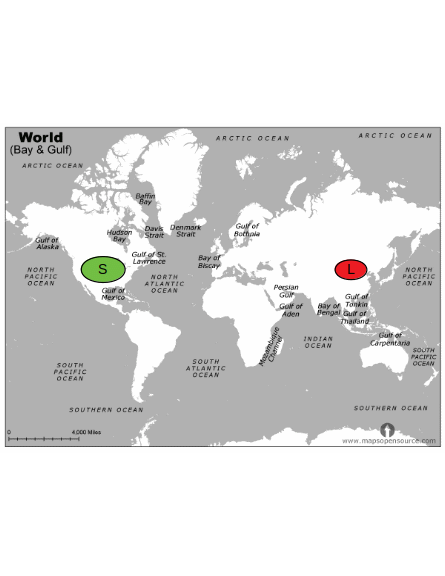 World
(Bay & Gulf)
ARCTIC OCEAN
ARCTIC OCEAN
ARCTIC OCEAN
Baffin
Bay
Hudson
Bay
Davis
Strait
Denmark
Strait
Gulf of
Alaska
Gulf of St.
Lawrence
Gulf of
Bothnia
Bay of
Biscay
S
L
NORTH
PACIFIC
OCEAN
Gulf of
Mexico
NORTH
ATLANTIC
OCEAN
Persian
Gulf
Gulf of
Aden
Bay of
Bengal
Gulf of
Tonkin
Gulf of
Thailand
NORTH
PACIFIC
OCEAN
Mozambique
Channel
INDIAN
OCEAN
Gulf of
Carpentaria
SOUTH
PACIFIC
OCEAN
SOUTH
PACIFIC
OCEAN
SOUTH
ATLANTIC
OCEAN
SOUTHERN OCEAN
SOUTHERN OCEAN
0 4,000 Miles
www.mapsopensource.com